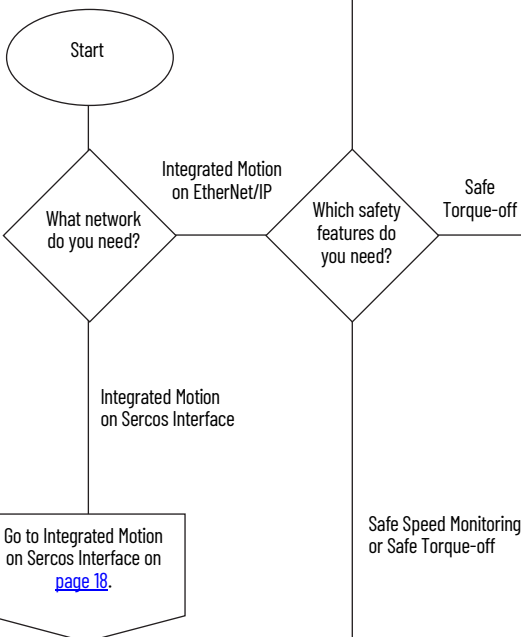 Start
What network
do you need?
Integrated Motion
on EtherNet/IP
Which safety
features do
you need?
Safe
Torque-off
Integrated Motion
on Sercos Interface
Go to Integrated Motion
on Sercos Interface on
page 18.
Safe Speed Monitoring
or Safe Torque-off